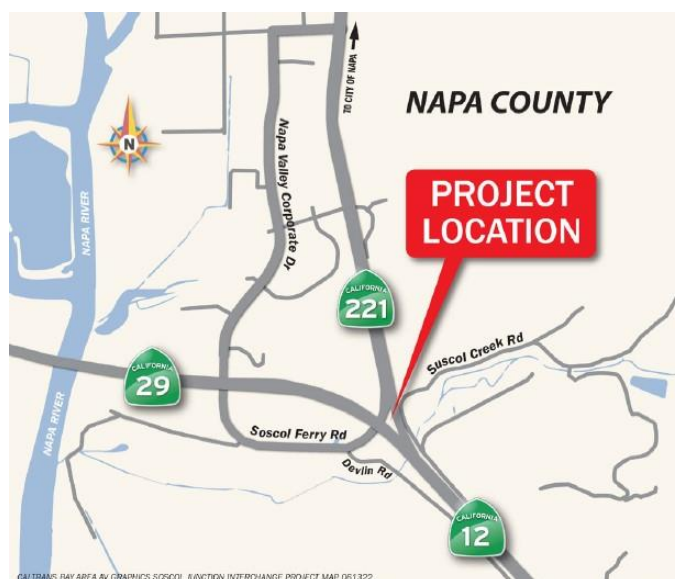 TO CITY OF NAPA
NAPA COUNTY
N
Napa Valley Corporate Dr
NAPA RIVER
PROJECT
LOCATION
CALIFORNIA
221
Suscol Creek Rd
CALIFORNIA
29
NAPA RIVER
Soscol Ferry Rd
Devlin Rd
CALIFORNIA
12
CALTRANS BAY AREA AV GRAPHICS SOSCOL JUNCTION INTERCHANGE PROJECT MAP 061322